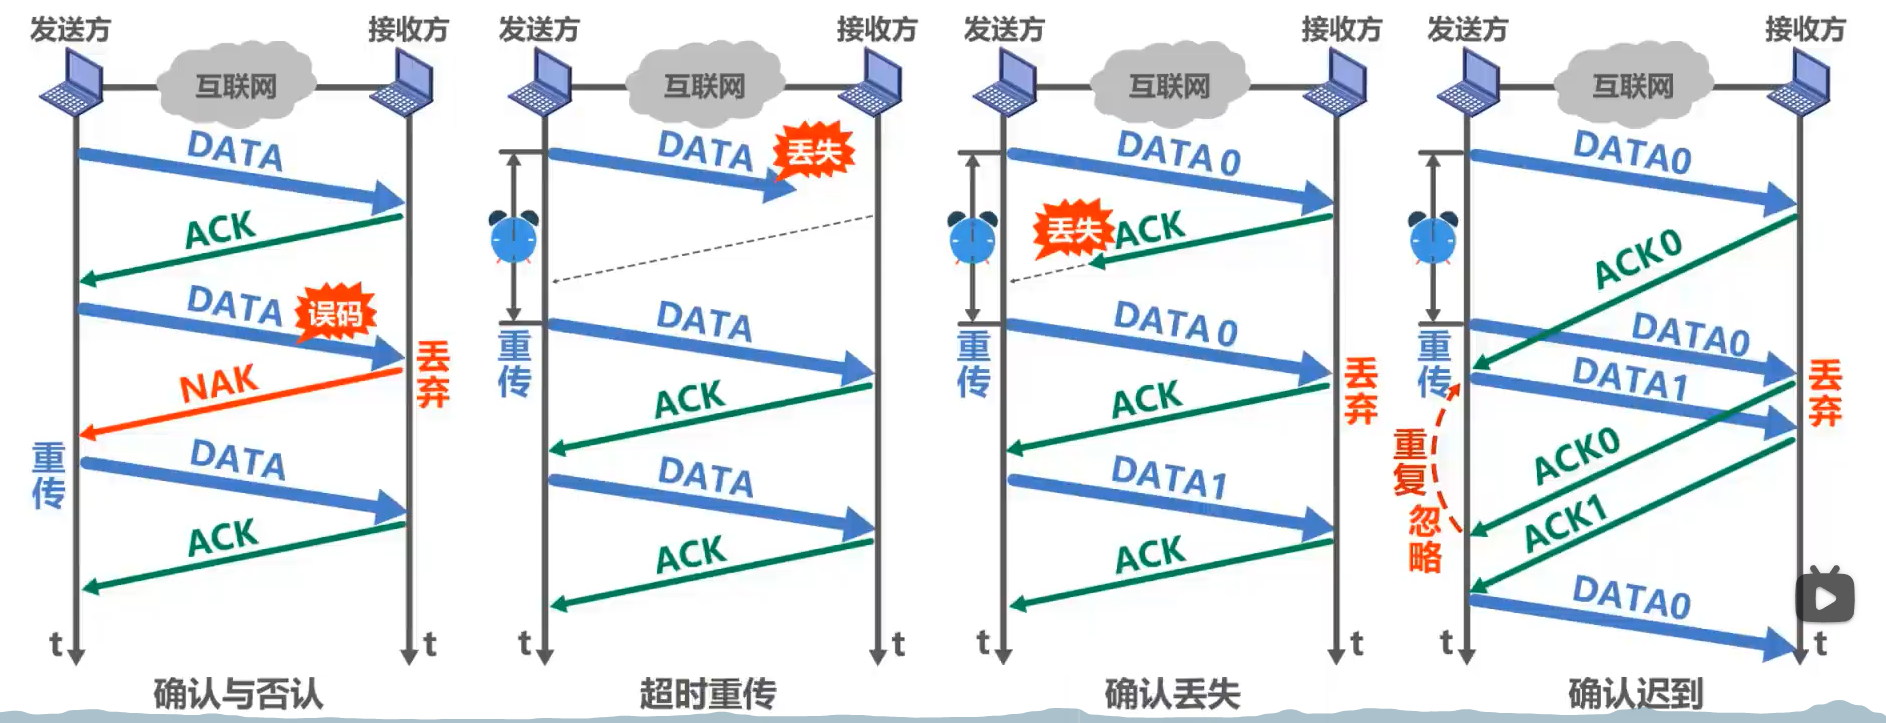 发送方
接收方
互联网
DATA
ACK
DATA
误码
丢弃
NAK
重传
DATA
ACK
t
t
确认与否认
发送方
接收方
互联网
DATA
丢失
重传
DATA
ACK
DATA
ACK
t
t
超时重传
发送方
接收方
互联网
DATA 0
丢失
ACK
重传
DATA 0
丢弃
ACK
DATA1
ACK
t
t
确认丢失
发送方
接收方
互联网
DATA0
ACK0
重传
DATA0
DATA1
丢弃
重复
忽略
ACK0
ACK1
DATA0
t
t
确认迟到